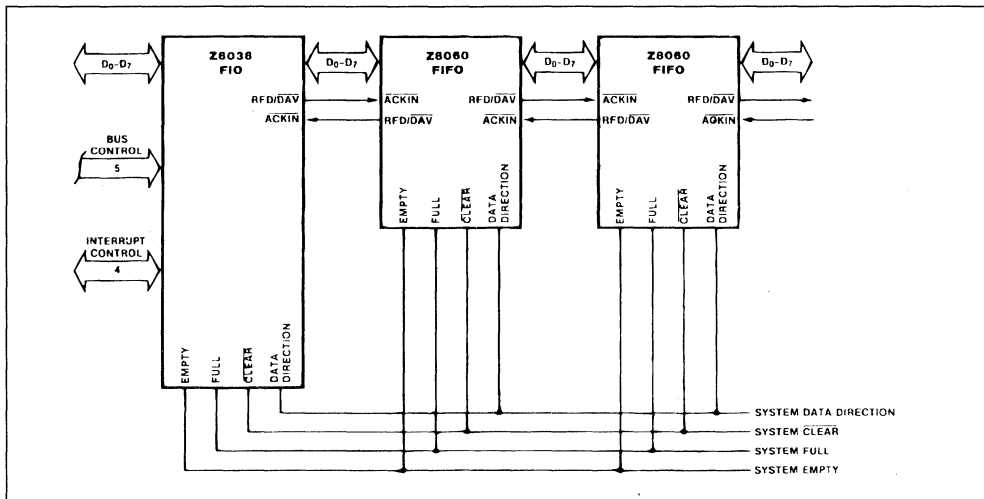 Z8038
FIO
Z8060
FIFO
Z8060
FIFO
D0-D7
D0-D7
D0-D7
D0-D7
RFD/DAV
ACKIN
RFD/DAV
ACKIN
RFD/DAV
ACKIN
RFD/DAV
ACKIN
RFD/DAV
ACKIN
BUS
CONTROL
5
INTERRUPT
CONTROL
4
EMPTY
FULL
CLEAR
DATA
DIRECTION
EMPTY
FULL
CLEAR
DATA
DIRECTION
EMPTY
FULL
CLEAR
DATA
DIRECTION
SYSTEM DATA DIRECTION
SYSTEM CLEAR
SYSTEM FULL
SYSTEM EMPTY